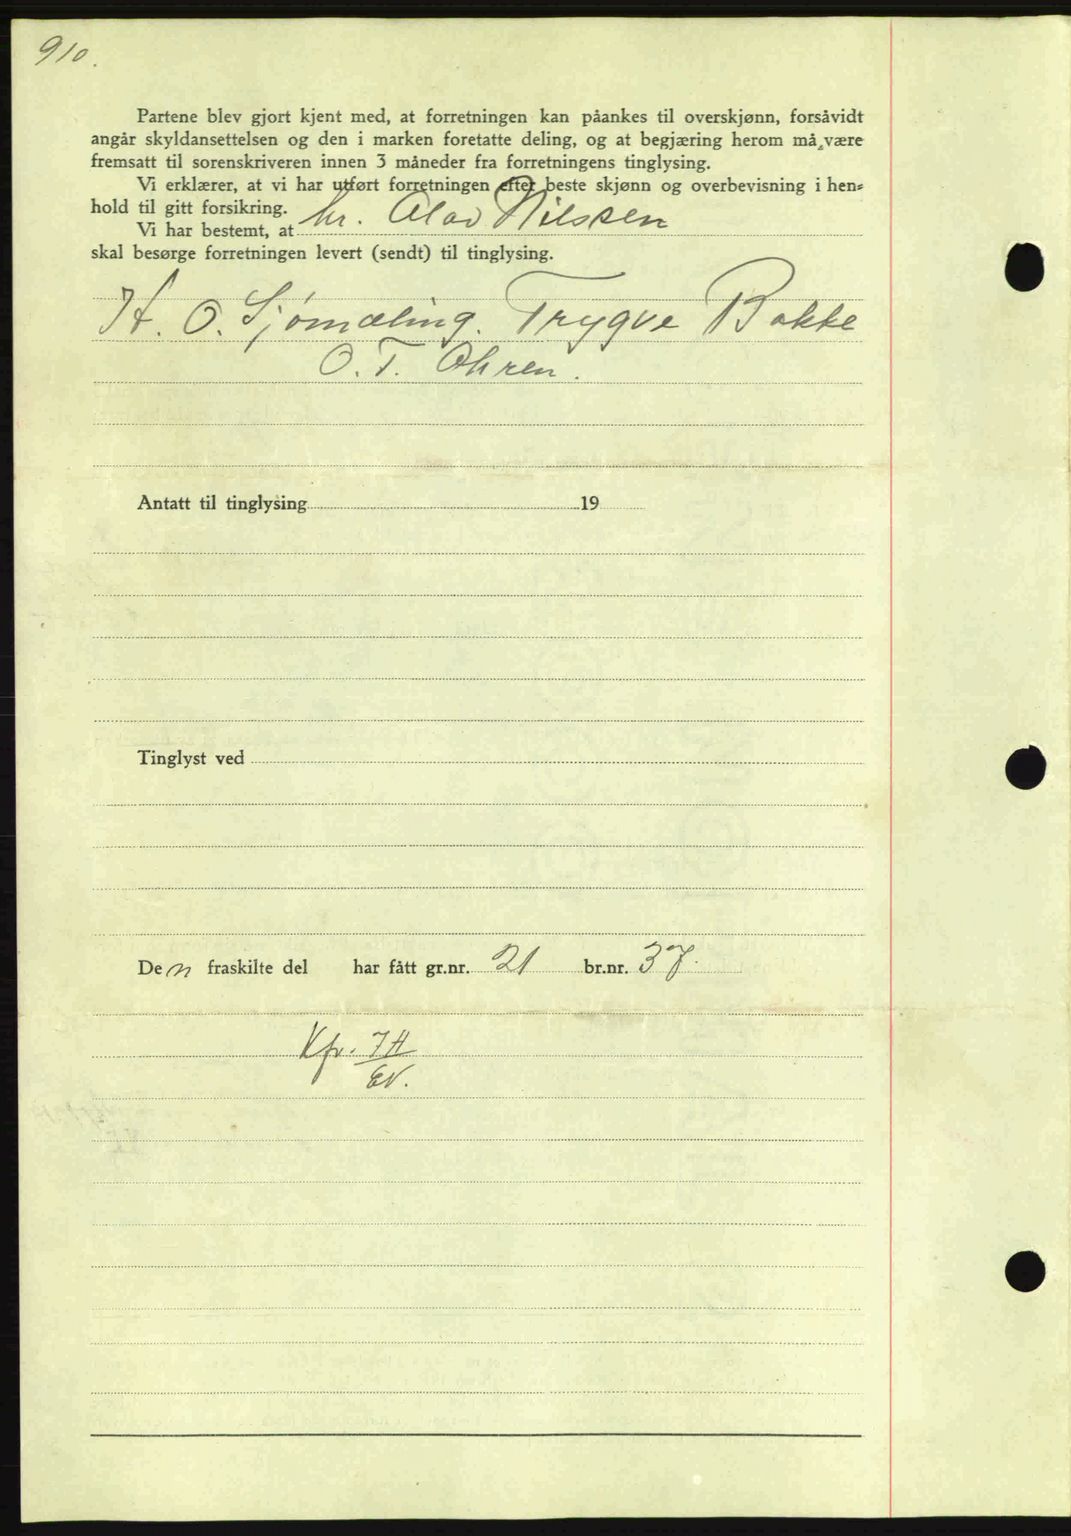 910.
Partene blev gjort kjent med, at forretningen kan påankes til overskjønn, forsåvidt
angår skyldansettelsen og den i marken foretatte deling, og at begjæring herom må være
fremsatt til sorenskriveren innen 3 måneder fra forretningens tinglysing.
Vi erklærer, at vi har utført forretningen efter beste skjønn og overbevisning i hen-
hold til gitt forsikring.
Vi har bestemt, at hr. Olav Nilssen
skal besørge forretningen levert (sendt) til tinglysing.
H. O. Sjømæling. Trygve Bakke
O. T. Ohren.
Antatt til tinglysing 19
Tinglyst ved
Den fraskilte del har fått gr.nr. 21 br.nr. 37.
Kfr.
EN.